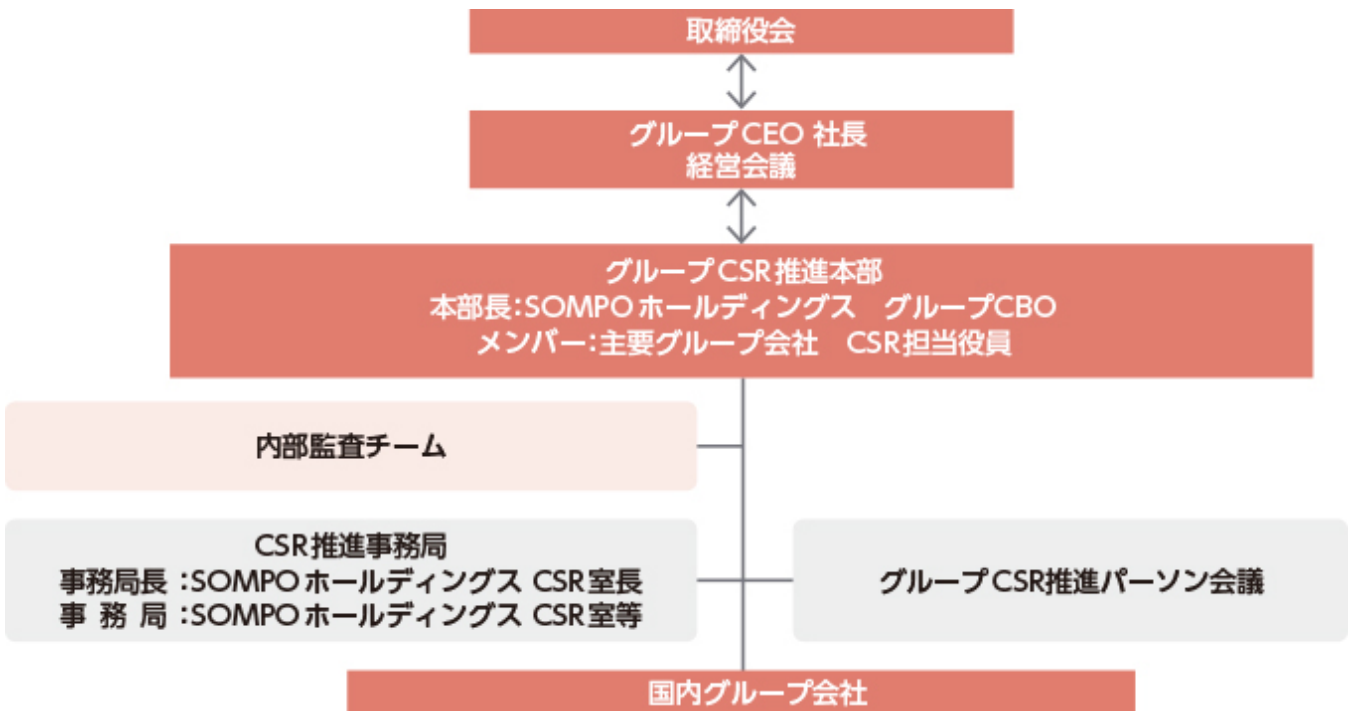 取締役会
グループCEO 社長
経営会議
グループCSR推進本部
本部長:SOMPOホールディングス　グループCBO
メンバー:主要グループ会社　CSR担当役員
内部監査チーム
CSR推進事務局
事務局長:SOMPOホールディングス CSR室長
事 務 局:SOMPOホールディングス CSR室等
グループCSR推進パーソン会議
国内グループ会社